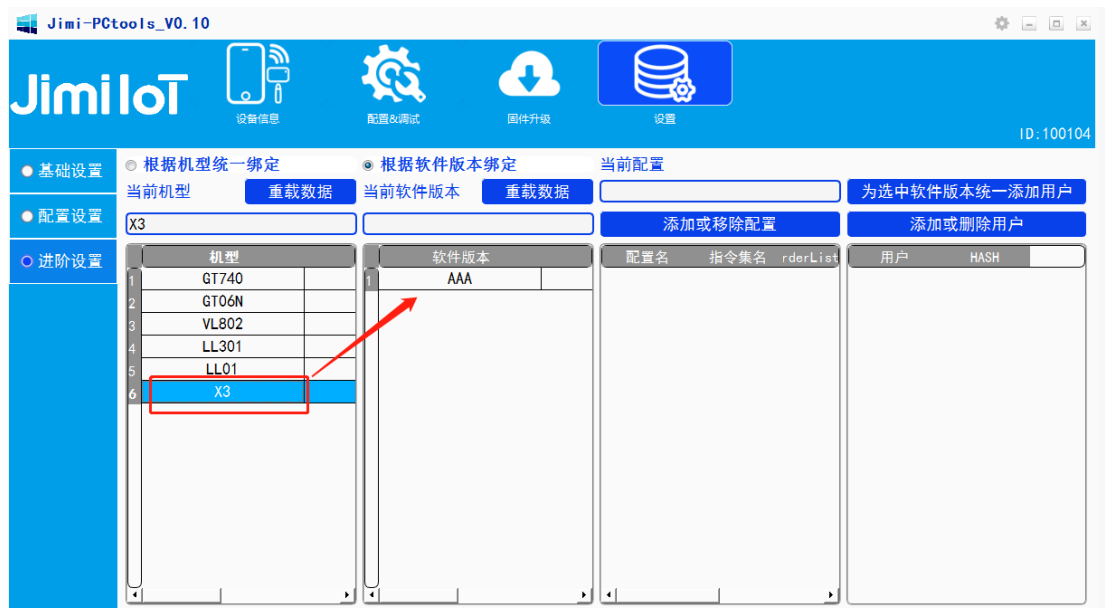 Jimi-PCtools_V0.10
Jimi IoT
设备信息
配置&调试
固件升级
设置
ID:100104
基础设置
配置设置
进阶设置
根据机型统一绑定
根据软件版本绑定
当前配置
当前机型
重载数据
当前软件版本
重载数据
为选中软件版本统一添加用户
X3
添加或移除配置
添加或删除用户
机型
软件版本
配置名 指令集名 rderList
用户 HASH
1 GT740
2 GT06N
3 VL802
4 LL301
5 LL01
6 X3
1 AAA